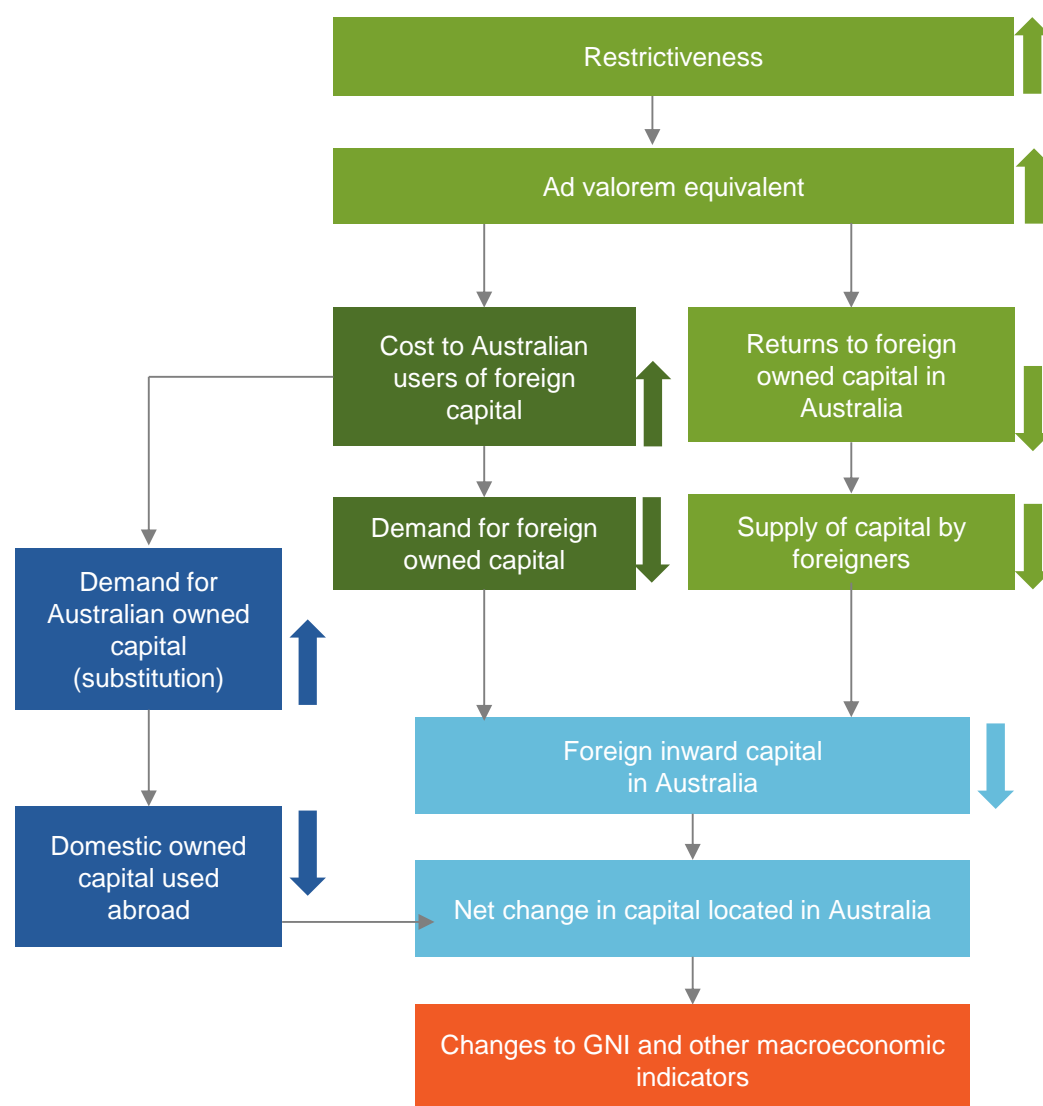 Restrictiveness
Ad valorem equivalent
Cost to Australian
users of foreign
capital
Returns to foreign
owned capital in
Australia
Demand for foreign
owned capital
Supply of capital by
foreigners
Demand for
Australian owned
capital
(substitution)
Foreign inward capital
in Australia
Domestic owned
capital used
abroad
Net change in capital located in Australia
Changes to GNI and other macroeconomic
indicators